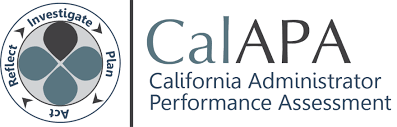 Investigate
Plan
Act
Reflect
CalAPA
California Administrator
Performance Assessment